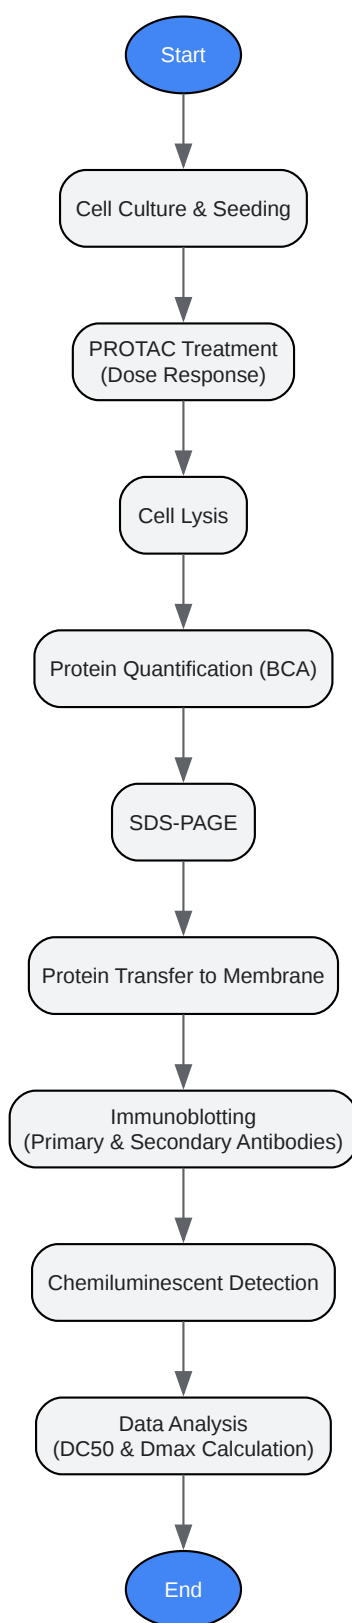 Start
Cell Culture & Seeding
PROTAC Treatment
(Dose Response)
Cell Lysis
Protein Quantification (BCA)
SDS-PAGE
Protein Transfer to Membrane
Immunoblotting
(Primary & Secondary Antibodies)
Chemiluminescent Detection
Data Analysis
(DC50 & Dmax Calculation)
End